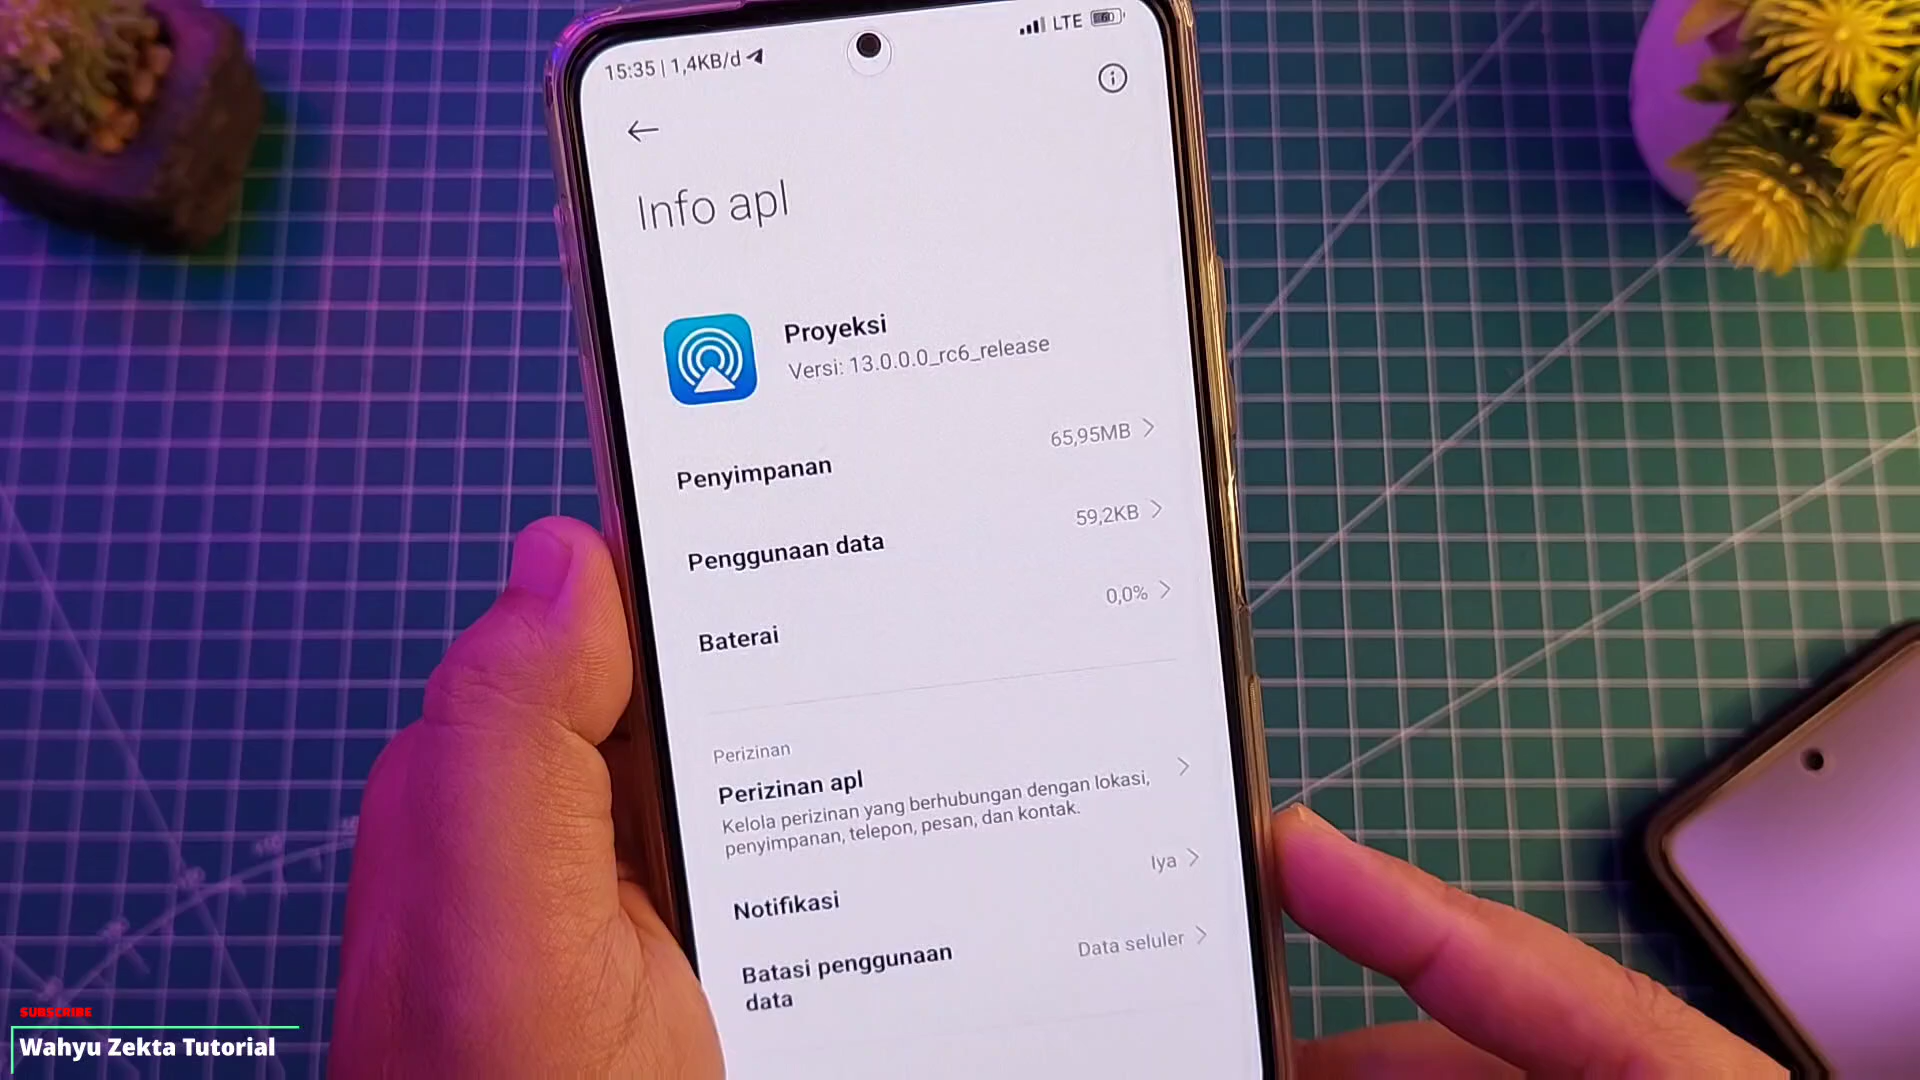 15:35 | 1,4KB/d
LTE 60
Info apl
Proyeksi
Versi: 13.0.0.0_rc6_release
Penyimpanan
65,95MB
Penggunaan data
59,2KB
Baterai
0,0%
Perizinan
Perizinan apl
Kelola perizinan yang berhubungan dengan lokasi,
penyimpanan, telepon, pesan, dan kontak.
Notifikasi
Iya
Batasi penggunaan
data
Data seluler
SUBSCRIBE
Wahyu Zekta Tutorial